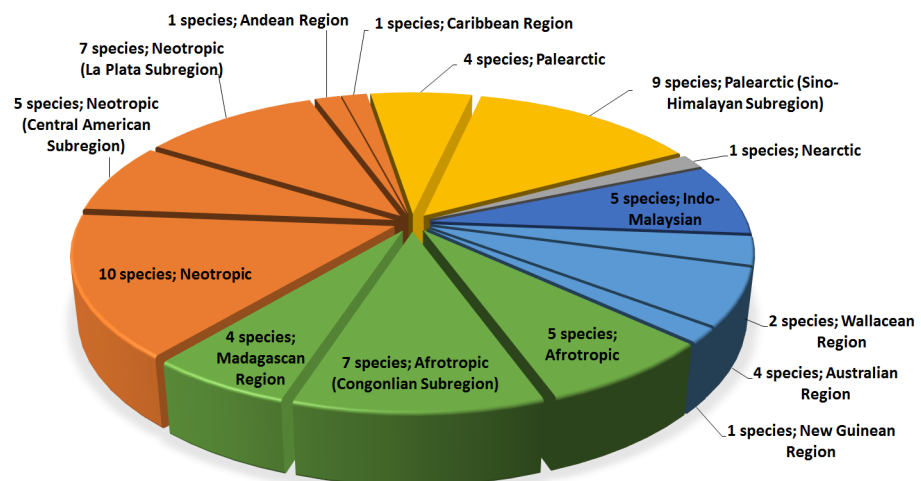 1 species; Andean Region
1 species; Caribbean Region
7 species; Neotropic
(La Plata Subregion)
4 species; Palearctic
5 species; Neotropic
(Central American
Subregion)
9 species; Palearctic (Sino-
Himalayan Subregion)
1 species; Nearctic
5 species; Indo-
Malaysian
10 species; Neotropic
2 species; Wallacean
Region
4 species;
Madagascan
Region
7 species; Afrotropic
(Congonlian Subregion)
5 species;
Afrotropic
4 species; Australian
Region
1 species; New Guinean
Region